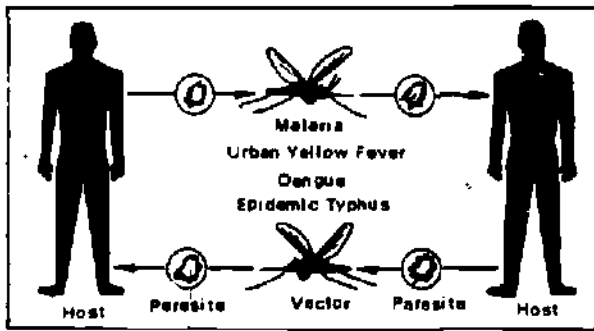 Malaria
Urban Yellow Fever
Dengue
Epidemic Typhus
Host Parasite Vector Parasite Host